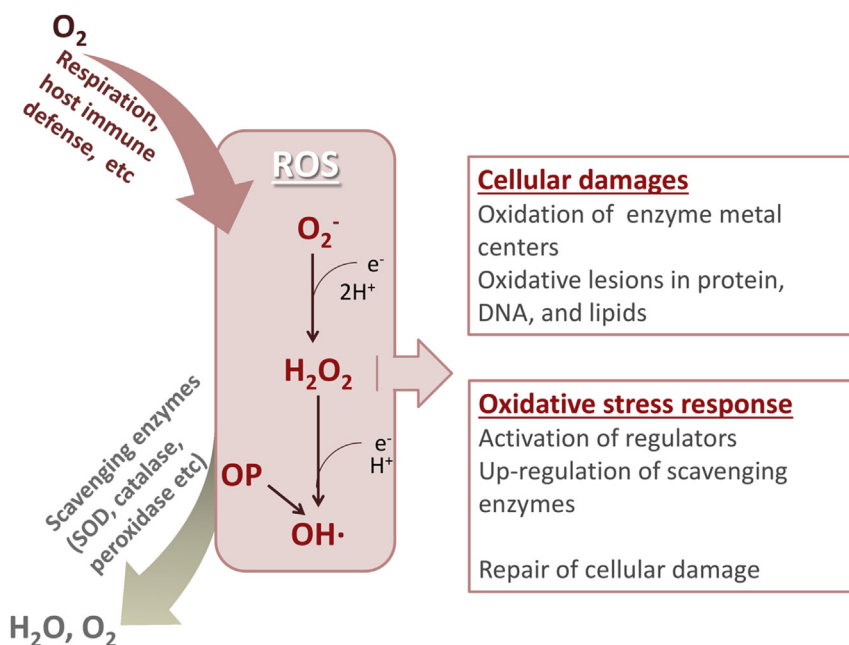 O₂
Respiration,
host immune
defense, etc
ROS
O₂⁻
e⁻
2H⁺
H₂O₂
e⁻
H⁺
OP
OH·
Scavenging enzymes
(SOD, catalase,
peroxidase etc)
H₂O, O₂
Cellular damages
Oxidation of enzyme metal
centers
Oxidative lesions in protein,
DNA, and lipids
Oxidative stress response
Activation of regulators
Up-regulation of scavenging
enzymes
Repair of cellular damage